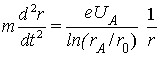 m d²r/dt² = eU_A / ln(r_A/r_0) 1/r